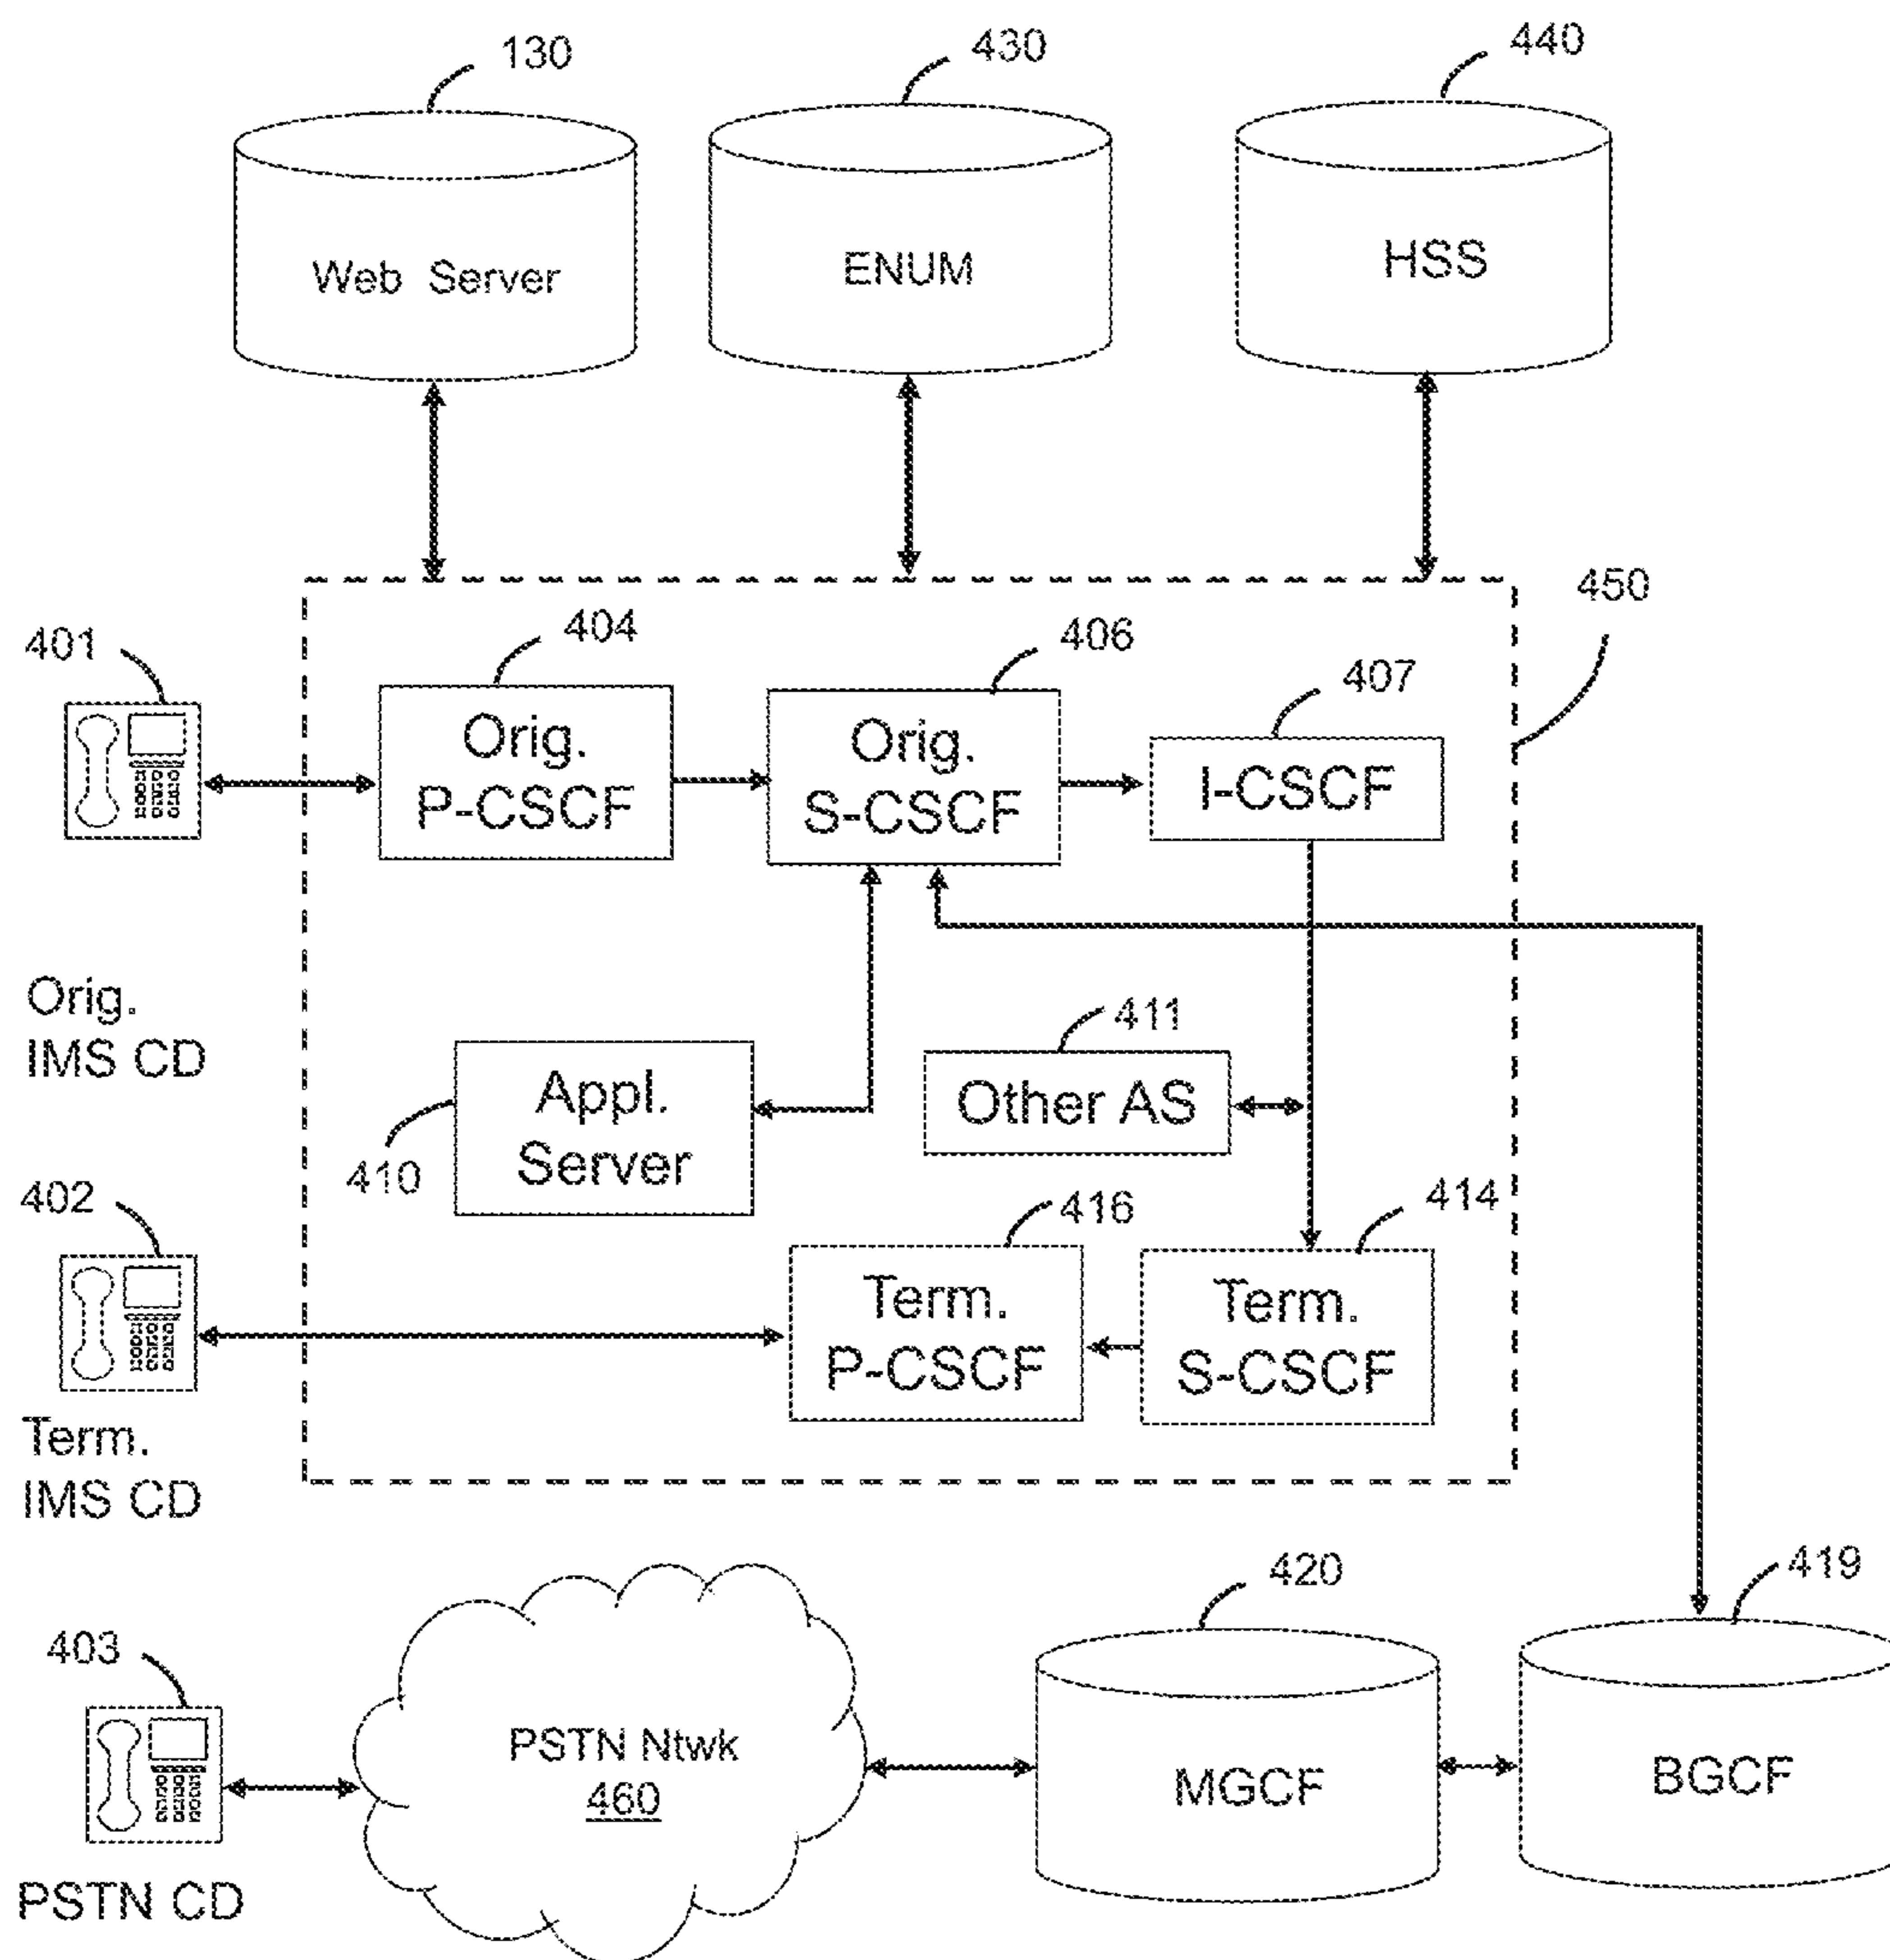 130
430
440
Web Server
ENUM
HSS
450
401
404
406
407
Orig.
P-CSCF
Orig.
S-CSCF
I-CSCF
Orig.
IMS CD
411
Appl.
Server
Other AS
410
402
416
414
Term.
P-CSCF
Term.
S-CSCF
Term.
IMS CD
420
419
403
PSTN Ntwk
460
MGCF
BGCF
PSTN CD